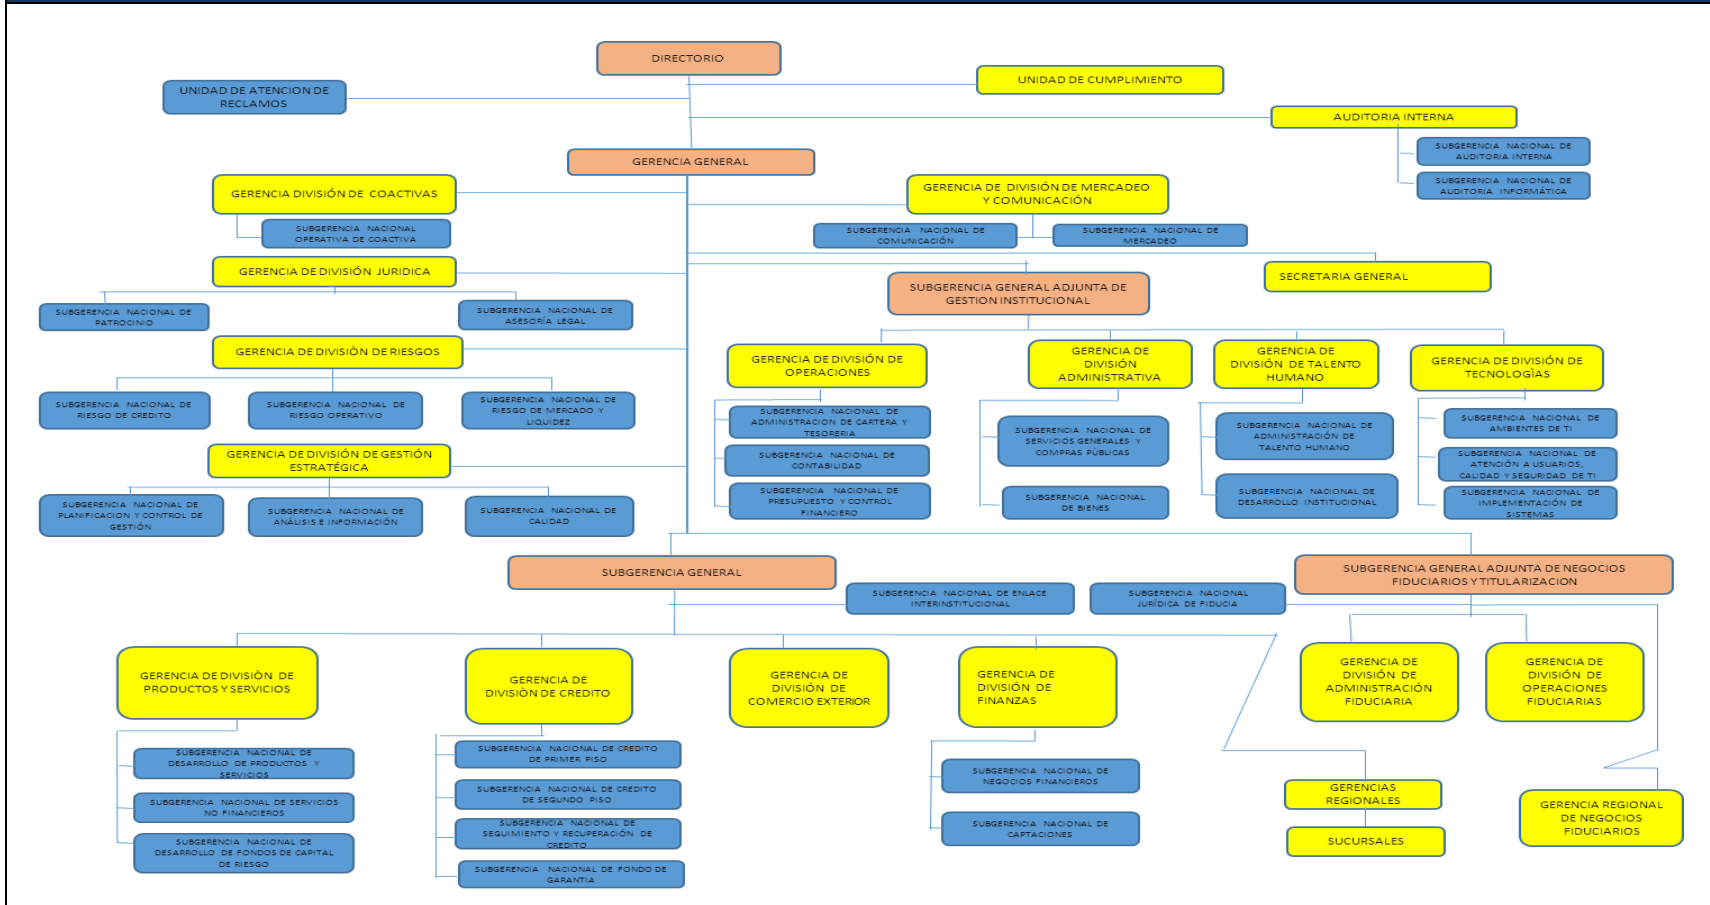 DIRECTORIO
UNIDAD DE CUMPLIMIENTO
UNIDAD DE ATENCION DE
RECLAMOS
AUDITORIA INTERNA
SUBGERENCIA NACIONAL DE
AUDITORIA INTERNA
SUBGERENCIA NACIONAL DE
AUDITORIA INFORMÁTICA
GERENCIA GENERAL
GERENCIA DIVISIÓN DE COACTIVAS
SUBGERENCIA NACIONAL
OPERATIVA DE COACTIVA
GERENCIA DE DIVISIÓN DE MERCADEO
Y COMUNICACIÓN
SUBGERENCIA NACIONAL DE
COMUNICACIÓN
SUBGERENCIA NACIONAL DE
MERCADEO
GERENCIA DE DIVISIÓN JURIDICA
SUBGERENCIA NACIONAL DE
PATROCINIO
SUBGERENCIA NACIONAL DE
ASESORÍA LEGAL
SECRETARIA GENERAL
SUBGERENCIA GENERAL ADJUNTA DE
GESTION INSTITUCIONAL
GERENCIA DE DIVISIÒN DE RIESGOS
SUBGERENCIA NACIONAL DE
RIESGO DE CREDITO
SUBGERENCIA NACIONAL DE
RIESGO OPERATIVO
SUBGERENCIA NACIONAL DE
RIESGO DE MERCADO Y
LIQUIDEZ
GERENCIA DE DIVISIÓN DE
OPERACIONES
SUBGERENCIA NACIONAL DE
ADMINISTRACION DE CARTERA Y
TESORERIA
SUBGERENCIA NACIONAL DE
CONTABILIDAD
SUBGERENCIA NACIONAL DE
PRESUPUESTO Y CONTROL
FINANCIERO
GERENCIA DE
DIVISIÓN
ADMINISTRATIVA
SUBGERENCIA NACIONAL DE
SERVICIOS GENERALES Y
COMPRAS PÚBLICAS
SUBGERENCIA NACIONAL
DE BIENES
GERENCIA DE
DIVISIÓN DE TALENTO
HUMANO
SUBGERENCIA NACIONAL DE
ADMINISTRACIÓN DE
TALENTO HUMANO
SUBGERENCIA NACIONAL DE
DESARROLLO INSTITUCIONAL
GERENCIA DE DIVISIÓN DE
TECNOLOGÌAS
SUBGERENCIA NACIONAL DE
AMBIENTES DE TI
SUBGERENCIA NACIONAL DE
ATENCIÓN A USUARIOS,
CALIDAD Y SEGURIDAD DE TI
SUBGERENCIA NACIONAL DE
IMPLEMENTACIÓN DE
SISTEMAS
GERENCIA DE DIVISIÓN DE GESTIÓN
ESTRATÉGICA
SUBGERENCIA NACIONAL DE
PLANIFICACION Y CONTROL DE
GESTIÓN
SUBGERENCIA NACIONAL DE
ANÁLISIS E INFORMACIÓN
SUBGERENCIA NACIONAL DE
CALIDAD
SUBGERENCIA GENERAL
SUBGERENCIA NACIONAL DE ENLACE
INTERINSTITUCIONAL
SUBGERENCIA GENERAL ADJUNTA DE NEGOCIOS
FIDUCIARIOS Y TITULARIZACION
SUBGERENCIA NACIONAL
JURÍDICA DE FIDUCIA
GERENCIA DE DIVISIÒN DE
PRODUCTOS Y SERVICIOS
SUBGERENCIA NACIONAL DE
DESARROLLO DE PRODUCTOS Y
SERVICIOS
SUBGERENCIA NACIONAL DE SERVICIOS
NO FINANCIEROS
SUBGERENCIA NACIONAL DE
DESARROLLO DE FONDOS DE CAPITAL
DE RIESGO
GERENCIA DE
DIVISIÒN DE CREDITO
SUBGERENCIA NACIONAL DE CREDITO
DE PRIMER PISO
SUBGERENCIA NACIONAL DE CREDITO
DE SEGUNDO PISO
SUBGERENCIA NACIONAL DE
SEGUIMIENTO Y RECUPERACIÓN DE
CREDITO
SUBGERENCIA NACIONAL DE FONDO DE
GARANTIA
GERENCIA DE
DIVISIÓN DE
COMERCIO EXTERIOR
GERENCIA DE
DIVISIÓN DE
FINANZAS
SUBGERENCIA NACIONAL DE
NEGOCIOS FINANCIEROS
SUBGERENCIA NACIONAL DE
CAPTACIONES
GERENCIA DE
DIVISIÓN DE
ADMINISTRACIÓN
FIDUCIARIA
GERENCIA DE
DIVISIÓN DE
OPERACIONES
FIDUCIARIAS
GERENCIAS
REGIONALES
SUCURSALES
GERENCIA REGIONAL
DE NEGOCIOS
FIDUCIARIOS